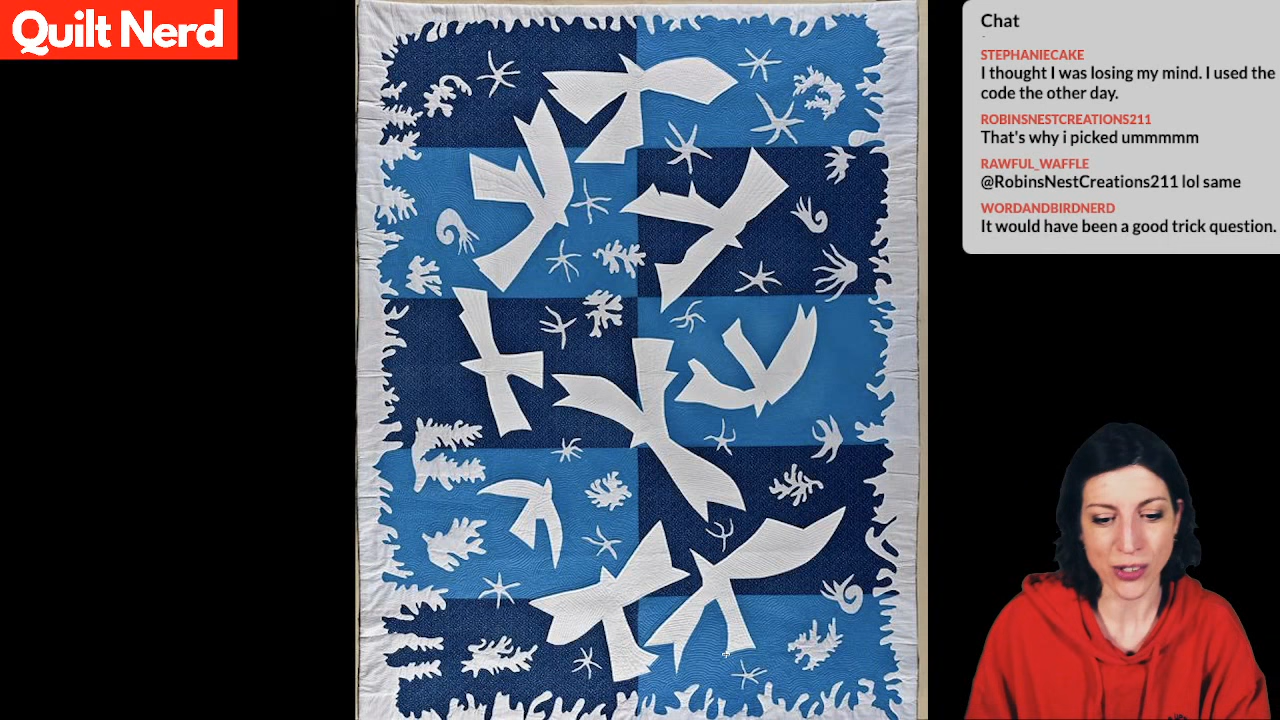 Quilt Nerd
Chat
STEPHANIECAKE
I thought I was losing my mind. I used the
code the other day.
ROBINSNESTCREATIONS211
That's why i picked ummmmm
RAWFUL_WAFFLE
@RobinsNestCreations211 lol same
WORDANDBIRDNERD
It would have been a good trick question.